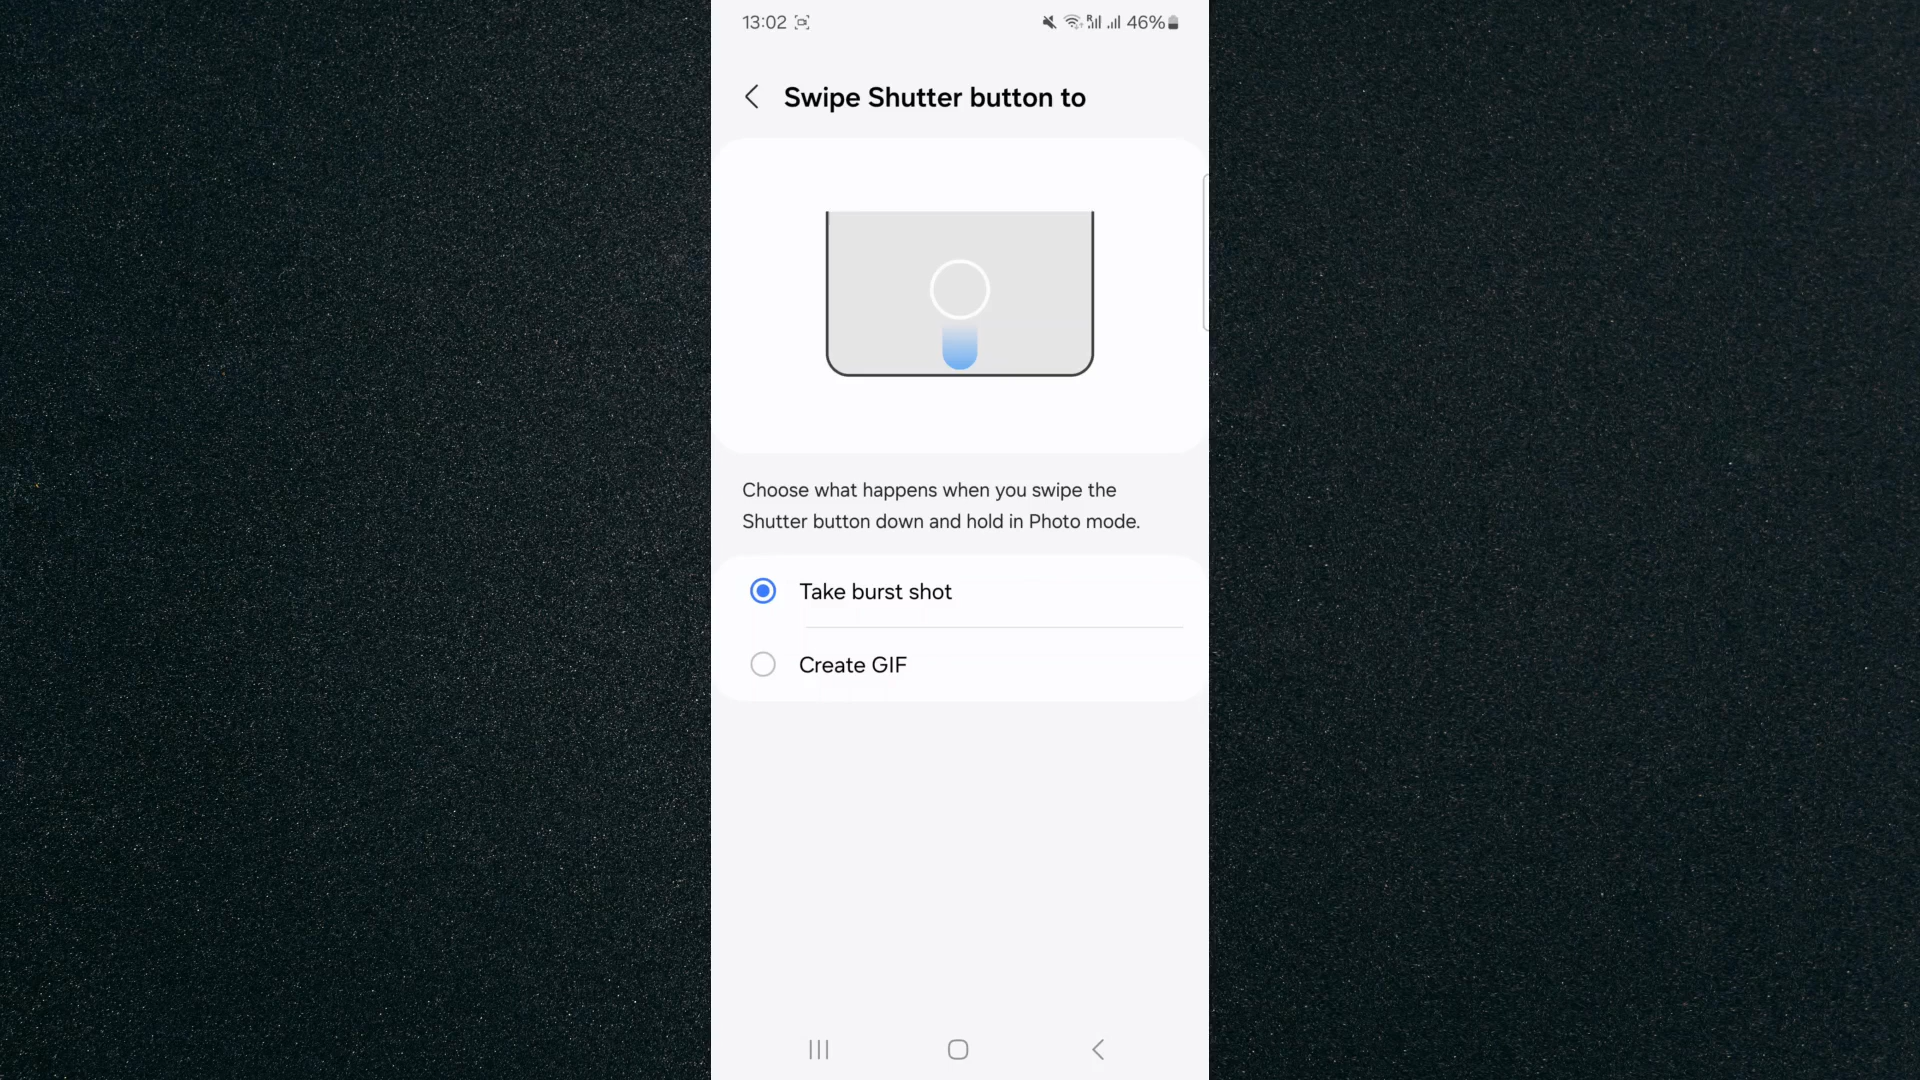 13:02
46%
Swipe Shutter button to
Choose what happens when you swipe the
Shutter button down and hold in Photo mode.
Take burst shot
Create GIF